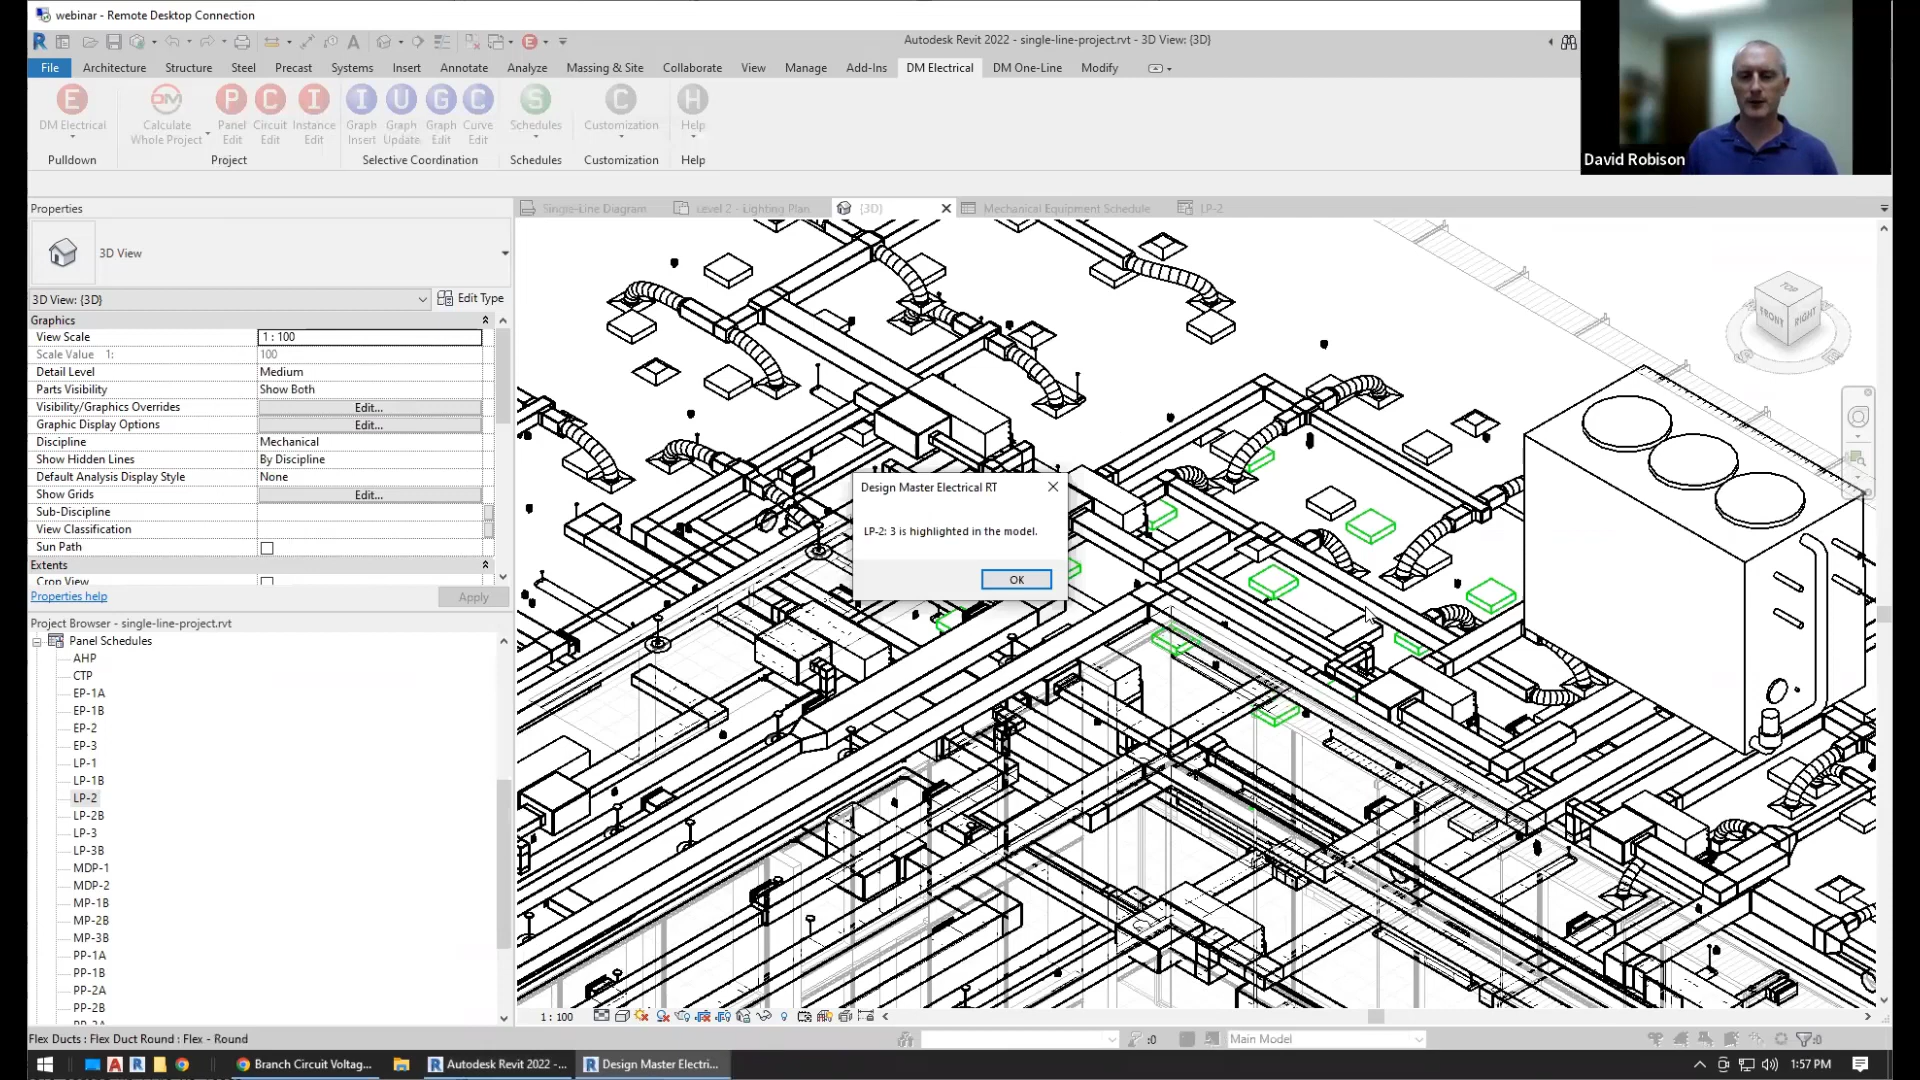 webinar - Remote Desktop Connection
Autodesk Revit 2022 - single-line-project.rvt - 3D View: {3D}
File Architecture Structure Steel Precast Systems Insert Annotate Analyze Massing & Site Collaborate View Manage Add-Ins DM Electrical DM One-Line Modify
DM Electrical
Calculate Whole Project
Panel Edit
Circuit Edit
Instance Edit
Graph Insert
Graph Update
Graph Edit
Curve Edit
Schedules
Customization
Help
Pulldown Project Selective Coordination Schedules Customization Help
David Robison
Properties
Single-Line Diagram Level 2 - Lighting Plan {3D} Mechanical Equipment Schedule LP-2
3D View
3D View: {3D} Edit Type
Graphics
View Scale 1 : 100
Scale Value 1: 100
Detail Level Medium
Parts Visibility Show Both
Visibility/Graphics Overrides Edit...
Graphic Display Options Edit...
Discipline Mechanical
Show Hidden Lines By Discipline
Default Analysis Display Style None
Show Grids Edit...
Sub-Discipline
View Classification
Sun Path
Extents
Crop View
Properties help Apply
TOP
FRONT RIGHT
Design Master Electrical RT
LP-2: 3 is highlighted in the model.
OK
Project Browser - single-line-project.rvt
Panel Schedules
AHP
CTP
EP-1A
EP-1B
EP-2
EP-3
LP-1
LP-1B
LP-2
LP-2B
LP-3
LP-3B
MDP-1
MDP-2
MP-1B
MP-2B
MP-3B
PP-1A
PP-1B
PP-2A
PP-2B
PP-3A
1 : 100
Flex Ducts : Flex Duct Round : Flex - Round :0 Main Model :0
Branch Circuit Voltag... Autodesk Revit 2022 -... Design Master Electri... 1:57 PM